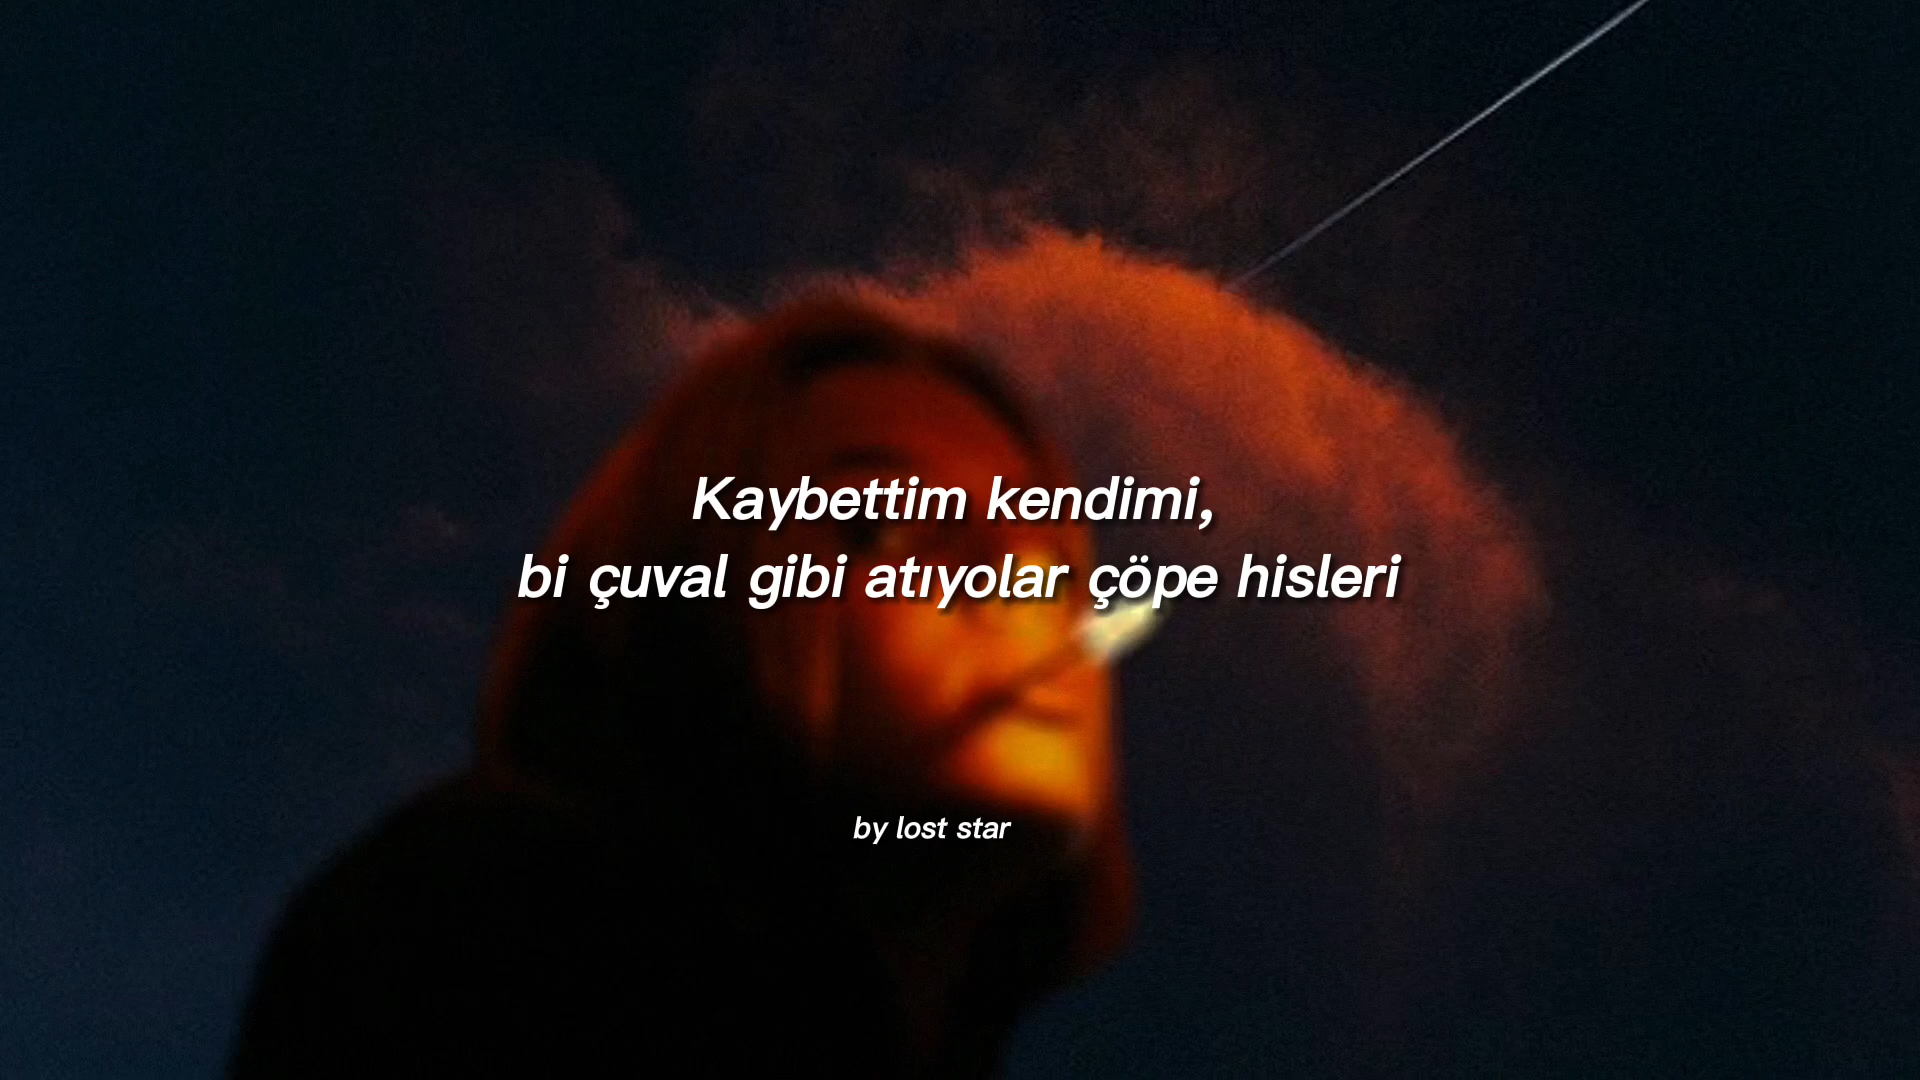 Kaybettim kendimi,
bi çuval gibi atıyolar çöpe hisleri
by lost star